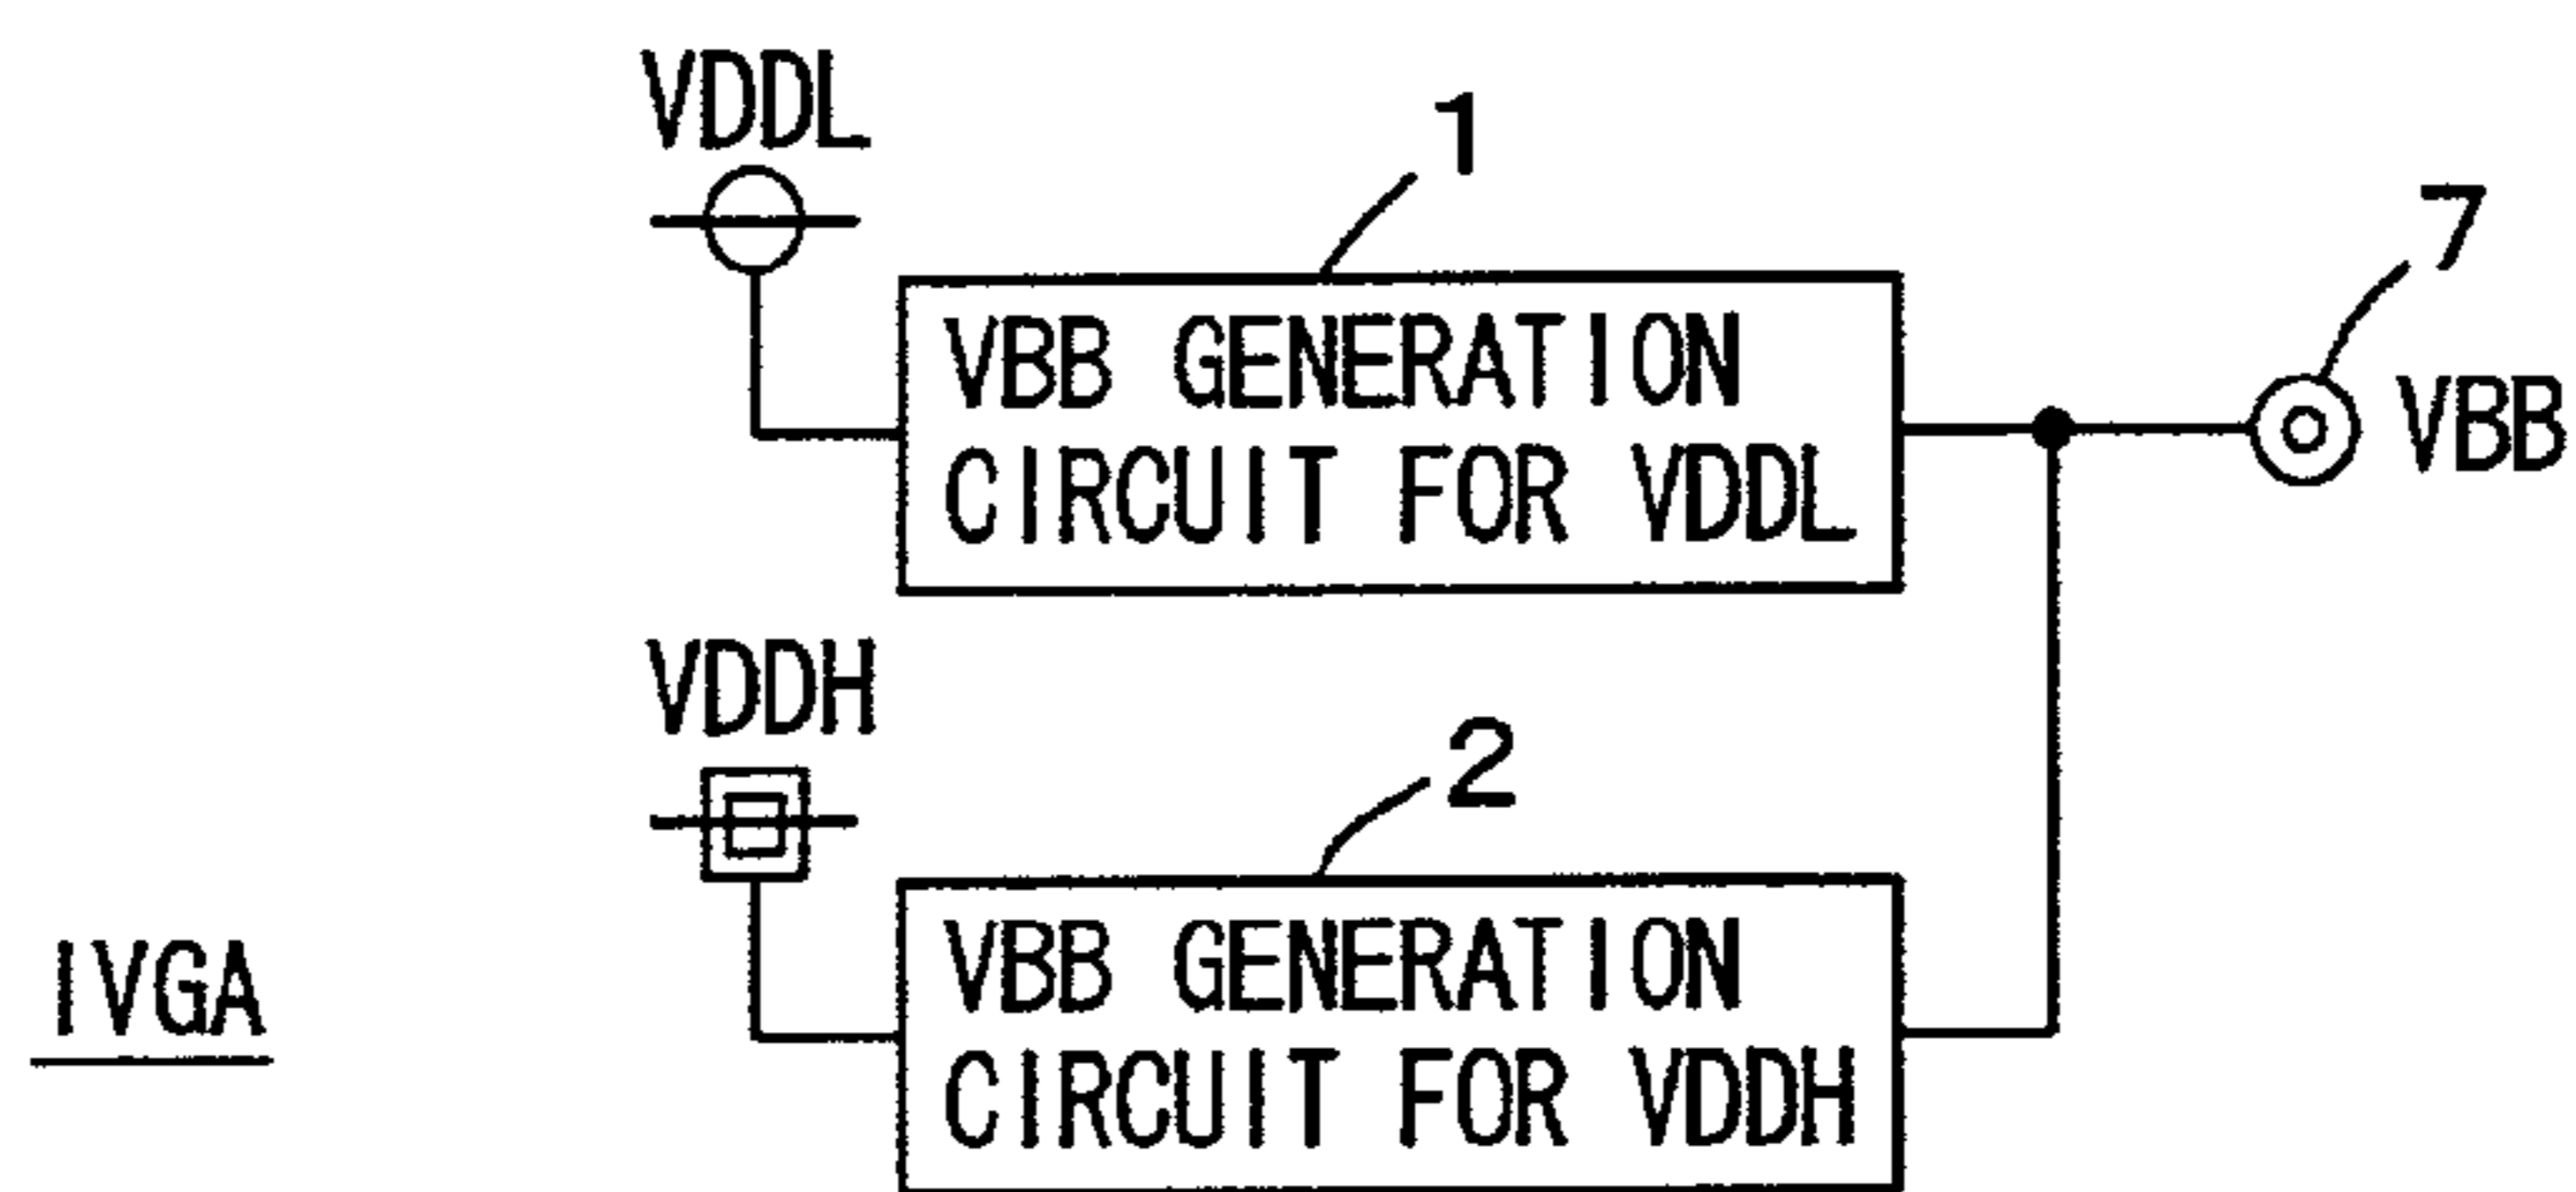 VDDL
1
7
VBB GENERATION
CIRCUIT FOR VDDL
VBB
VDDH
2
VBB GENERATION
CIRCUIT FOR VDDH
IVGA